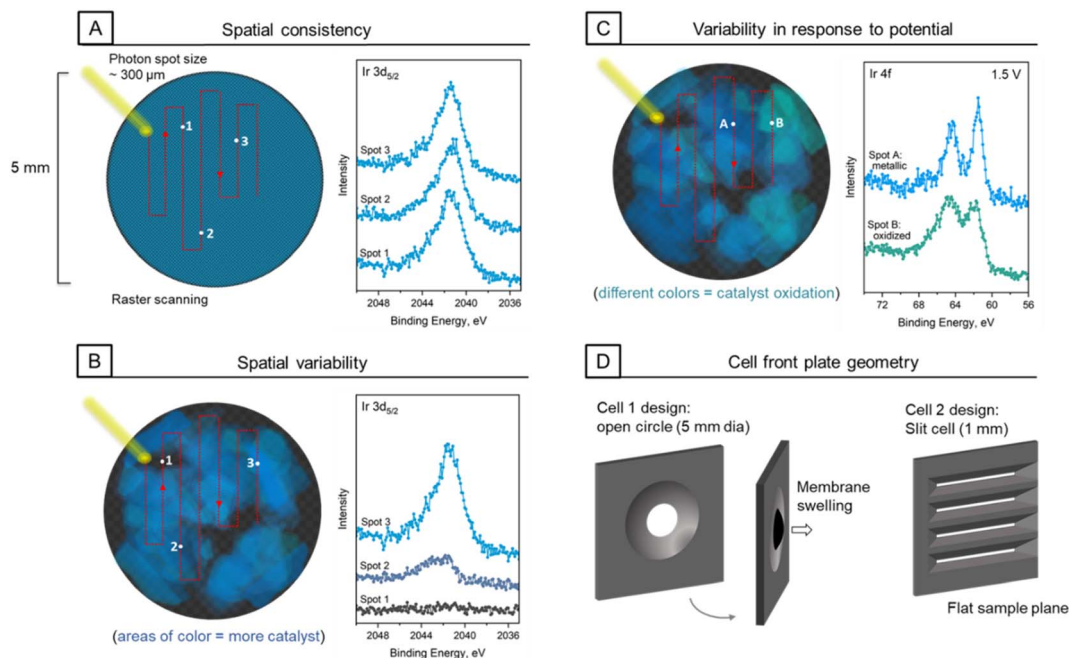 A
Spatial consistency
Photon spot size
~ 300 µm
5 mm
1
3
2
Raster scanning
Ir 3d5/2
Spot 3
Spot 2
Spot 1
Intensity
2048 2044 2040 2036
Binding Energy, eV
C
Variability in response to potential
A
B
(different colors = catalyst oxidation)
Ir 4f
1.5 V
Spot A:
metallic
Spot B:
oxidized
Intensity
72 68 64 60 56
Binding Energy, eV
B
Spatial variability
1
3
2
(areas of color = more catalyst)
Ir 3d5/2
Spot 3
Spot 2
Spot 1
Intensity
2048 2044 2040 2036
Binding Energy, eV
D
Cell front plate geometry
Cell 1 design:
open circle (5 mm dia)
Membrane
swelling
Cell 2 design:
Slit cell (1 mm)
Flat sample plane